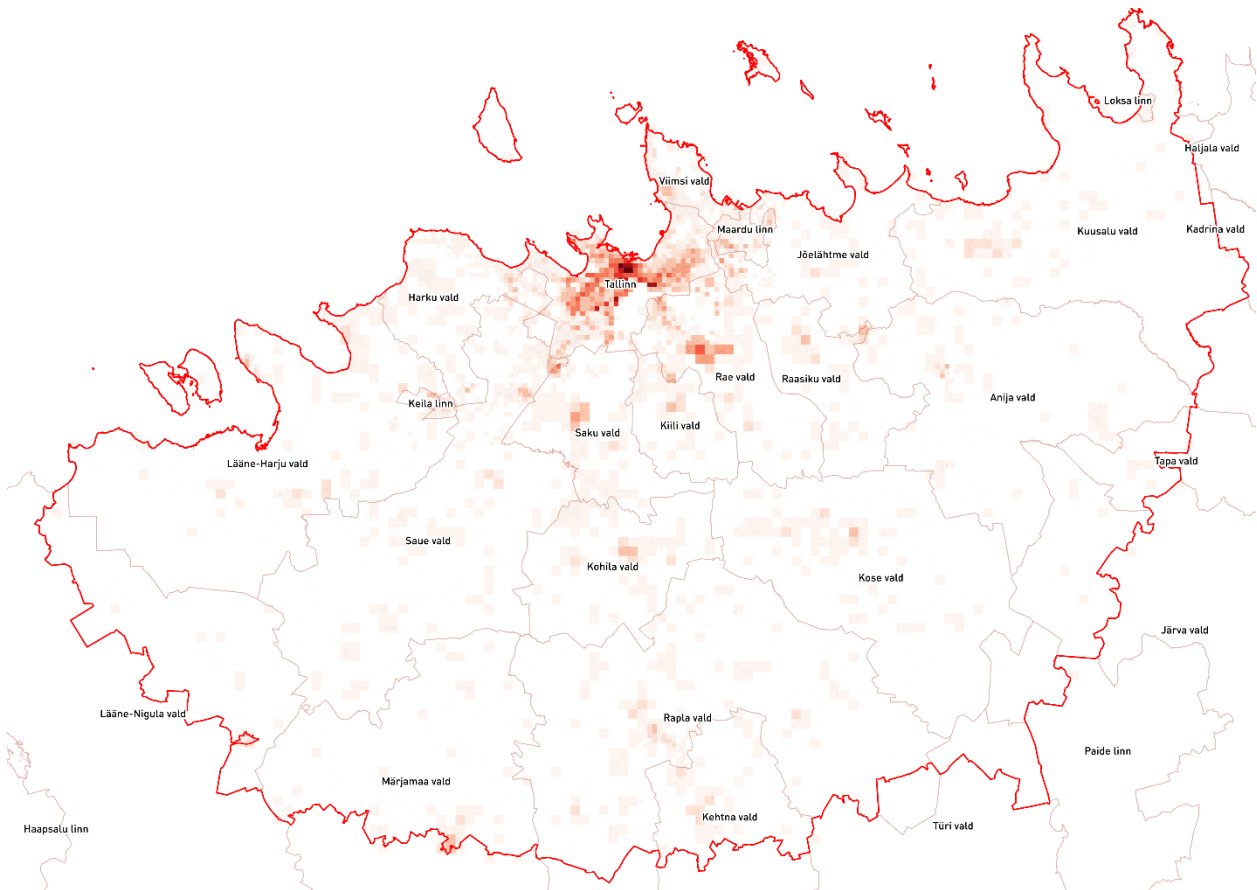 Loksa linn
Haljala vald
Viimsi vald
Maardu linn
Kuusalu vald
Kadrina vald
Jõelähtme vald
Tallinn
Harku vald
Rae vald
Raasiku vald
Anija vald
Keila linn
Saku vald
Kiili vald
Lääne-Harju vald
Tapa vald
Saue vald
Kohila vald
Kose vald
Järva vald
Lääne-Nigula vald
Rapla vald
Paide linn
Märjamaa vald
Kehtna vald
Türi vald
Haapsalu linn